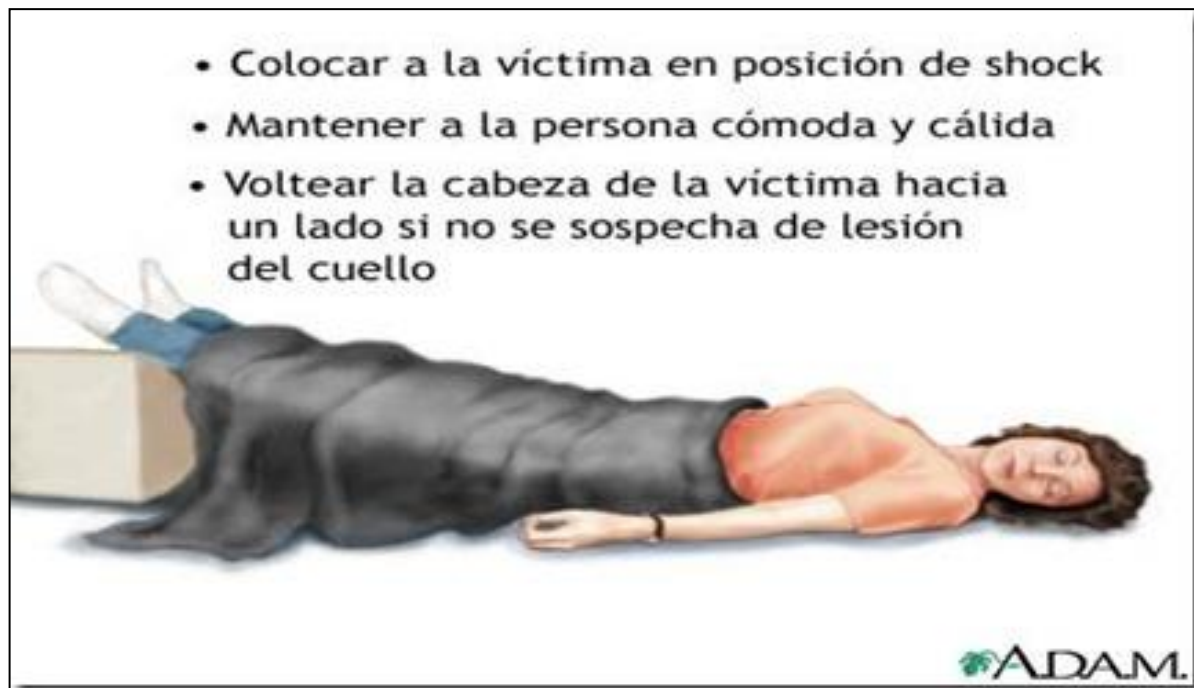 • Colocar a la víctima en posición de shock
• Mantener a la persona cómoda y cálida
• Voltear la cabeza de la víctima hacia
un lado si no se sospecha de lesión
del cuello
A.D.A.M.